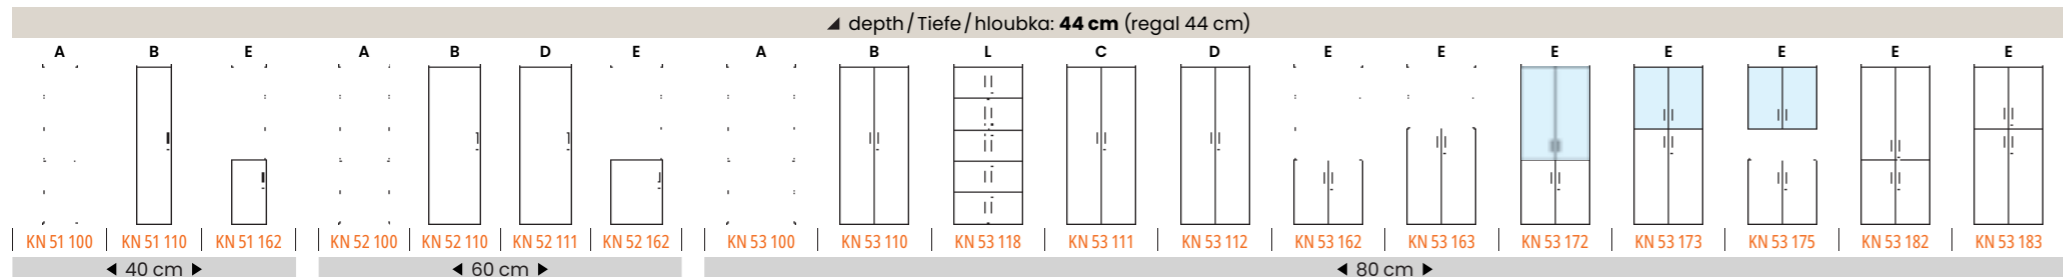 ◢ depth / Tiefe / hloubka: 44 cm (regal 44 cm)
A B E A B D E A B L C D E E E E E E E
KN 51 100 KN 51 110 KN 51 162 KN 52 100 KN 52 110 KN 52 111 KN 52 162 KN 53 100 KN 53 110 KN 53 118 KN 53 111 KN 53 112 KN 53 162 KN 53 163 KN 53 172 KN 53 173 KN 53 175 KN 53 182 KN 53 183
◀ 40 cm ▶ ◀ 60 cm ▶ ◀ 80 cm ▶